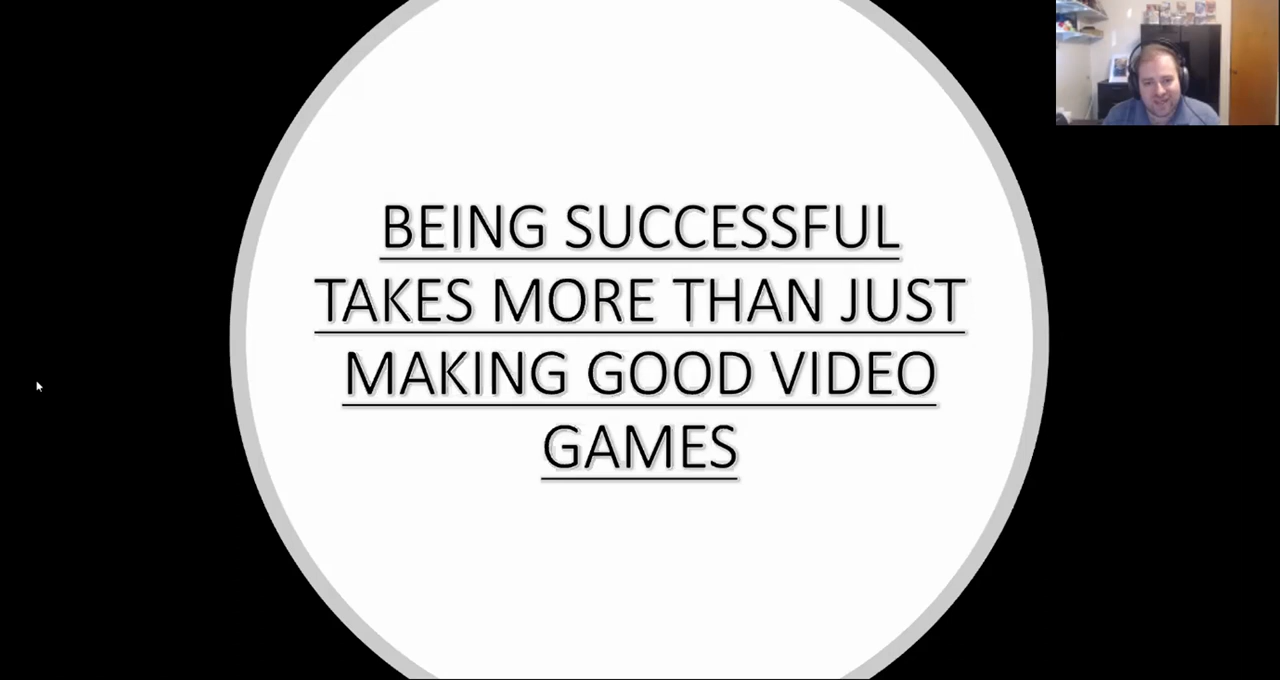 BEING SUCCESSFUL
TAKES MORE THAN JUST
MAKING GOOD VIDEO
GAMES